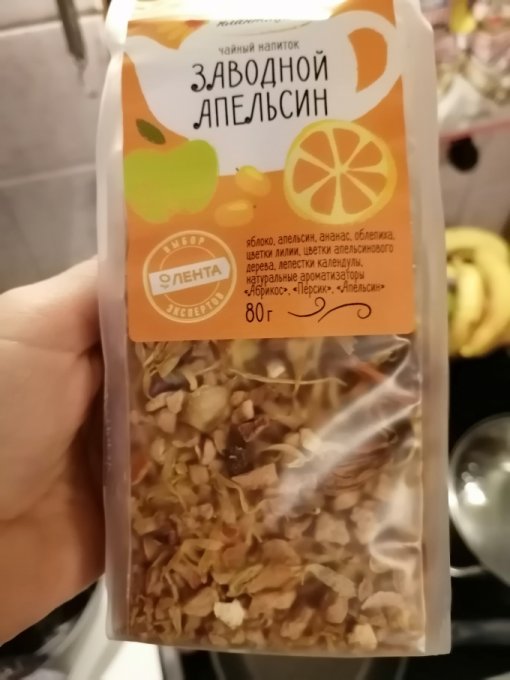 чайный напиток
ЗАВОДНОЙ
АПЕЛЬСИН
яблоко, апельсин, ананас, облепиха,
цветки лилии, цветки апельсинового
дерева, лепестки календулы,
натуральные ароматизаторы
«Абрикос», «Персик», «Апельсин»
80 г
ВЫБОР
ЛЕНТА
ЭКСПЕРТОВ